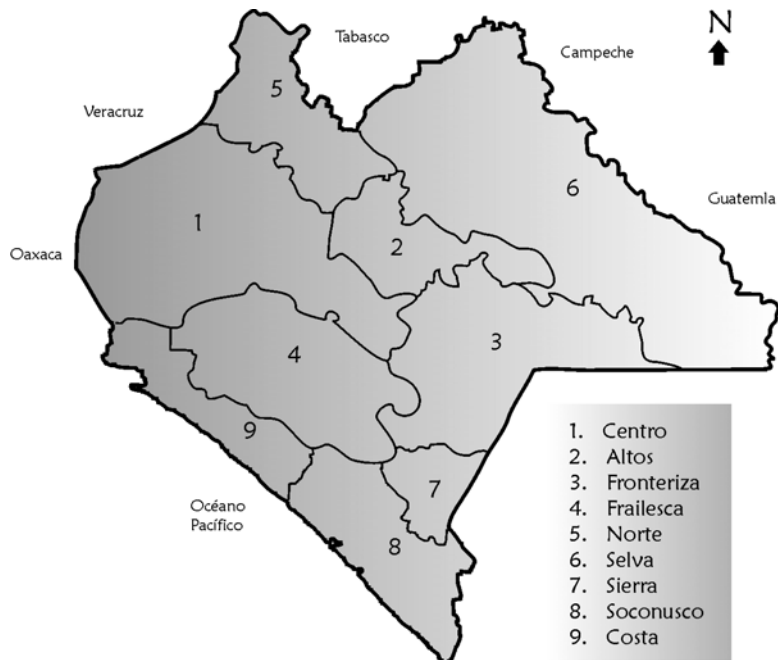 N
Tabasco
Campeche
Veracruz
Guatemla
Oaxaca
Océano
Pacífico
5
6
1
2
3
4
9
7
8
1. Centro
2. Altos
3. Fronteriza
4. Frailesca
5. Norte
6. Selva
7. Sierra
8. Soconusco
9. Costa